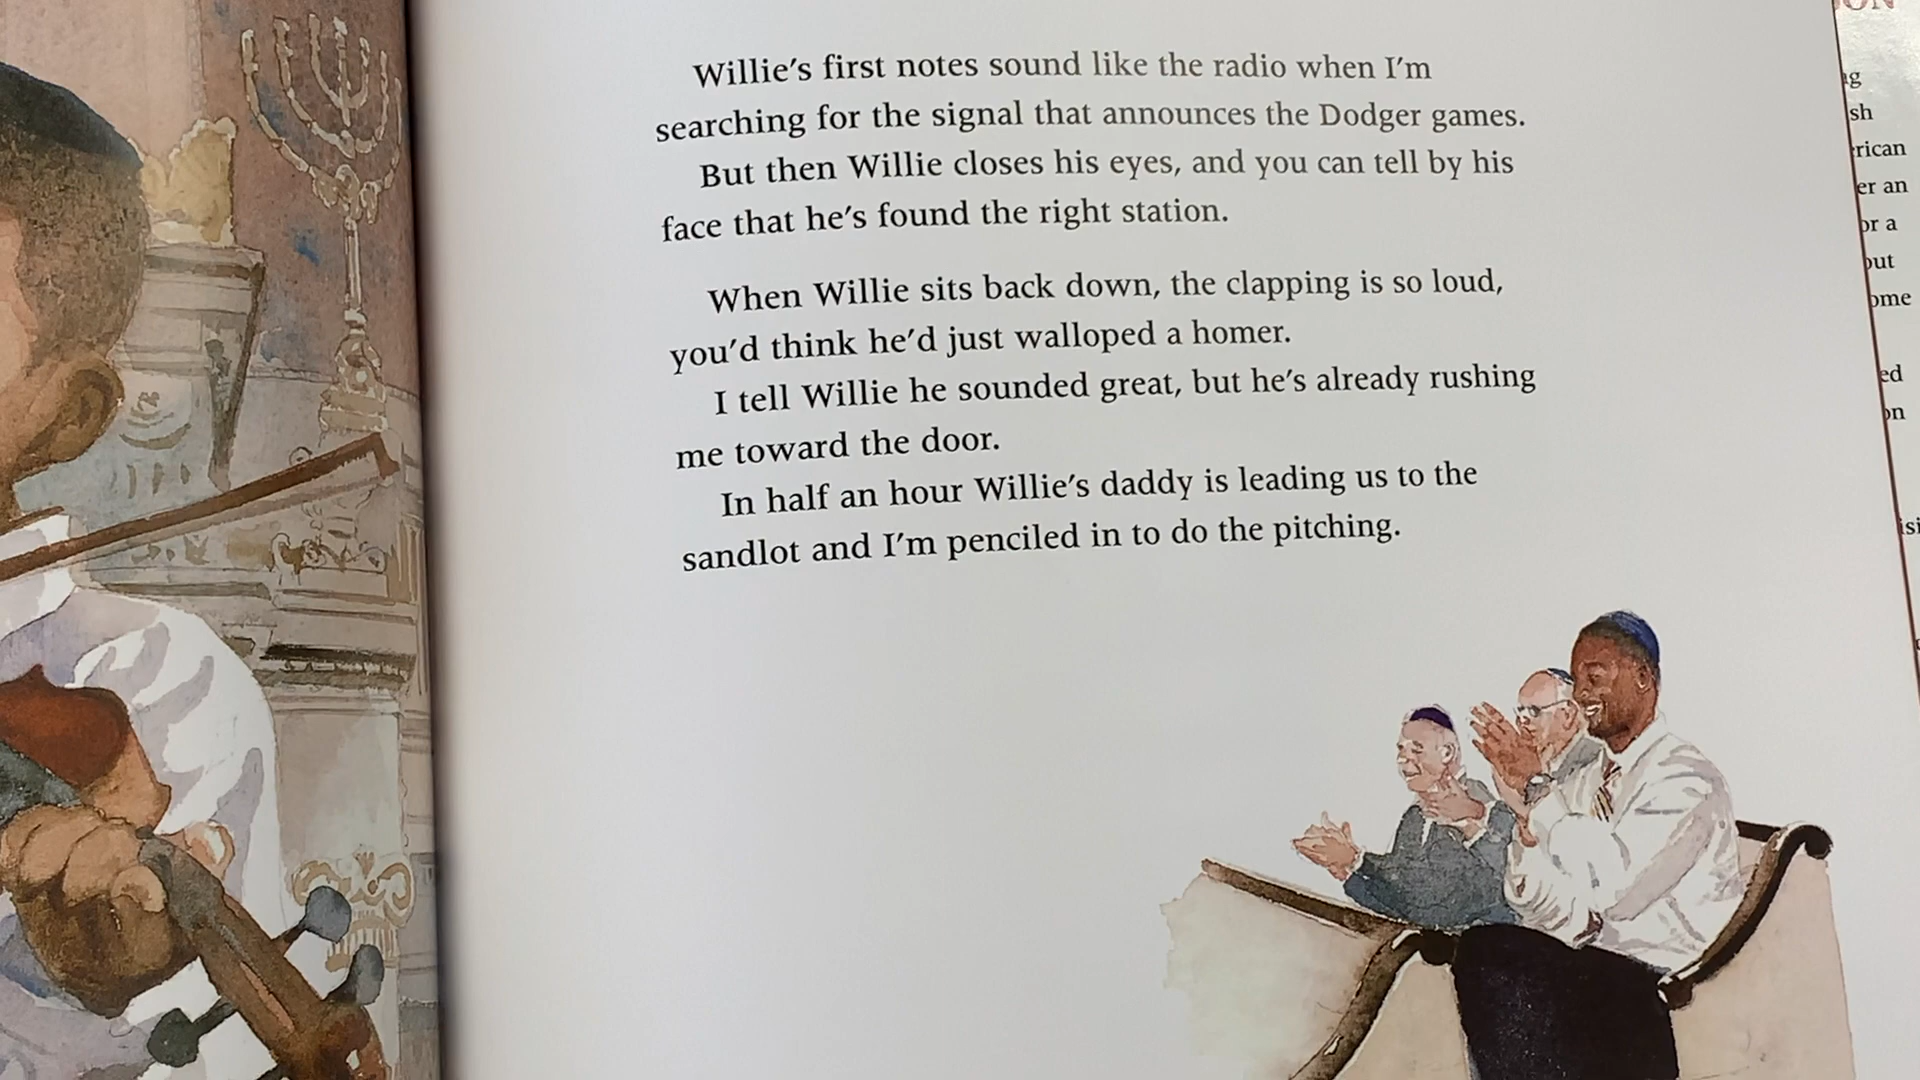 Willie's first notes sound like the radio when I'm
searching for the signal that announces the Dodger games.
But then Willie closes his eyes, and you can tell by his
face that he's found the right station.
When Willie sits back down, the clapping is so loud,
you'd think he'd just walloped a homer.
I tell Willie he sounded great, but he's already rushing
me toward the door.
In half an hour Willie's daddy is leading us to the
sandlot and I'm penciled in to do the pitching.
er an
a